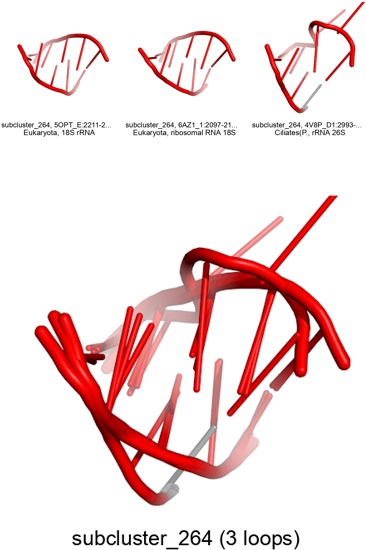 subcluster_264, 5OPT_E:2211-2...
Eukaryota, 18S rRNA
subcluster_264, 6AZ1_1:2097-21...
Eukaryota, ribosomal RNA 18S
subcluster_264, 4V8P_D1:2993-...
Ciliates(P., rRNA 26S
subcluster_264 (3 loops)